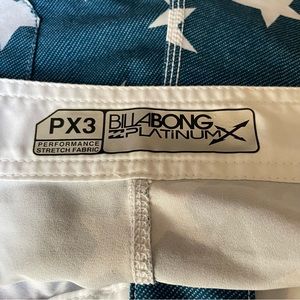 PX3
PERFORMANCE
STRETCH FABRIC
BILLABONG
PLATINUM X